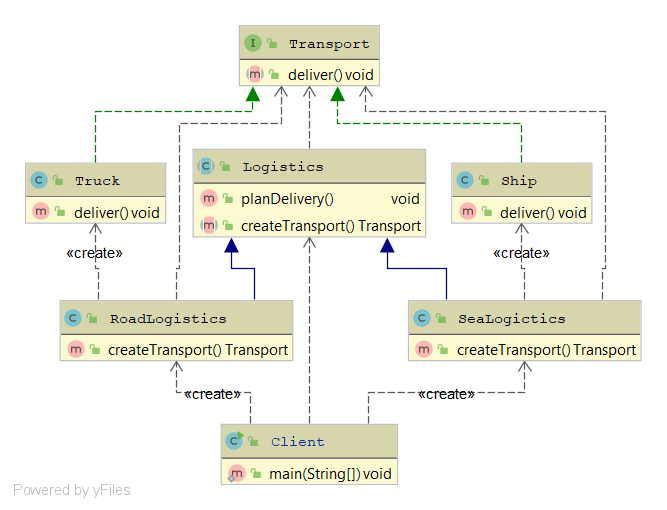 I Transport
m deliver() void
C Truck
m deliver() void
C Logistics
m planDelivery() void
m createTransport() Transport
C Ship
m deliver() void
«create»
«create»
C RoadLogistics
m createTransport() Transport
C SeaLogictics
m createTransport() Transport
«create»
«create»
C Client
m main(String[]) void
Powered by yFiles